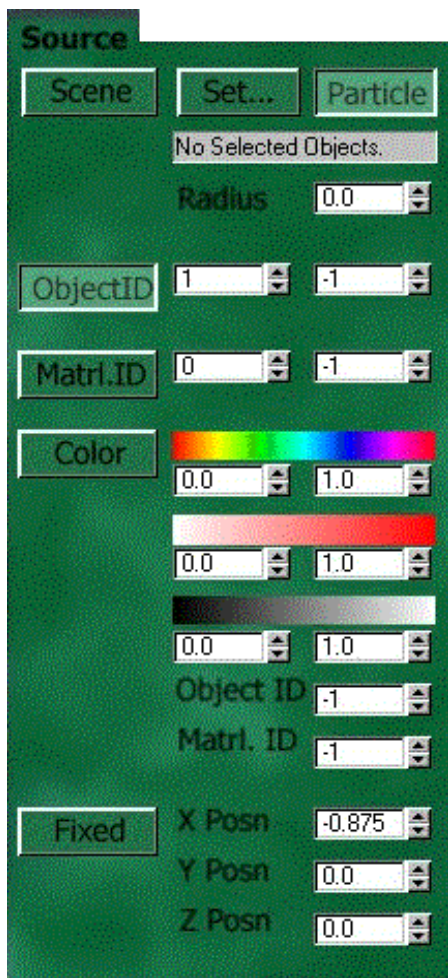 Source
Scene Set... Particle
No Selected Objects.
Radius 0.0
ObjectID 1 -1
Matrl.ID 0 -1
Color
0.0 1.0
0.0 1.0
0.0 1.0
Object ID -1
Matrl. ID -1
Fixed X Posn -0.875
Y Posn 0.0
Z Posn 0.0